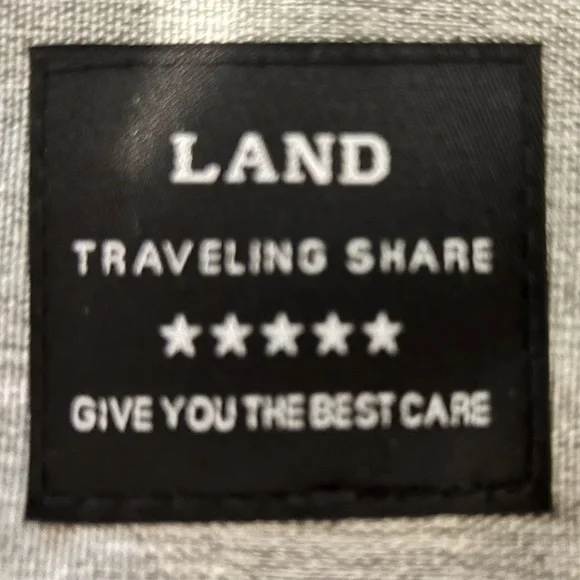 LAND
TRAVELING SHARE
★★★★★
GIVE YOU THE BEST CARE